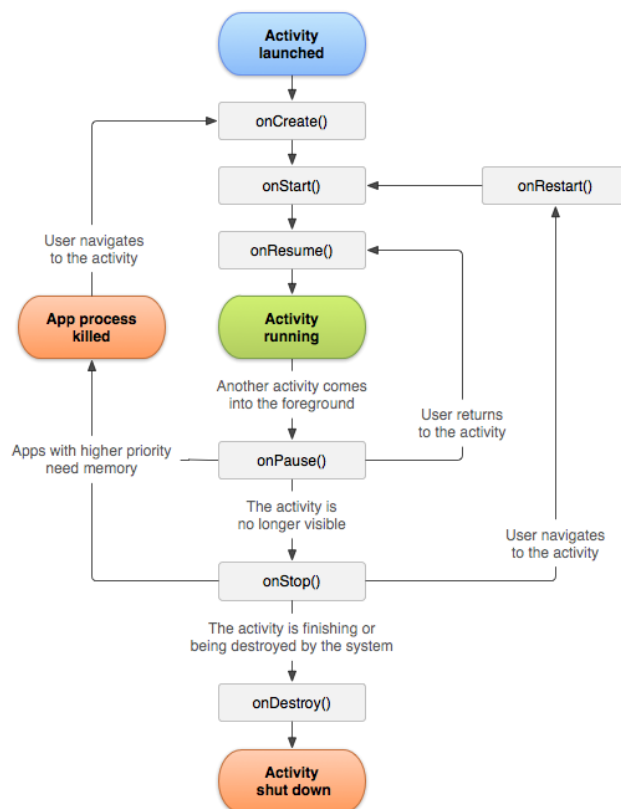 Activity
launched
onCreate()
onStart()
onRestart()
User navigates
to the activity
onResume()
App process
killed
Activity
running
Another activity comes
into the foreground
User returns
to the activity
Apps with higher priority
need memory
onPause()
The activity is
no longer visible
User navigates
to the activity
onStop()
The activity is finishing or
being destroyed by the system
onDestroy()
Activity
shut down